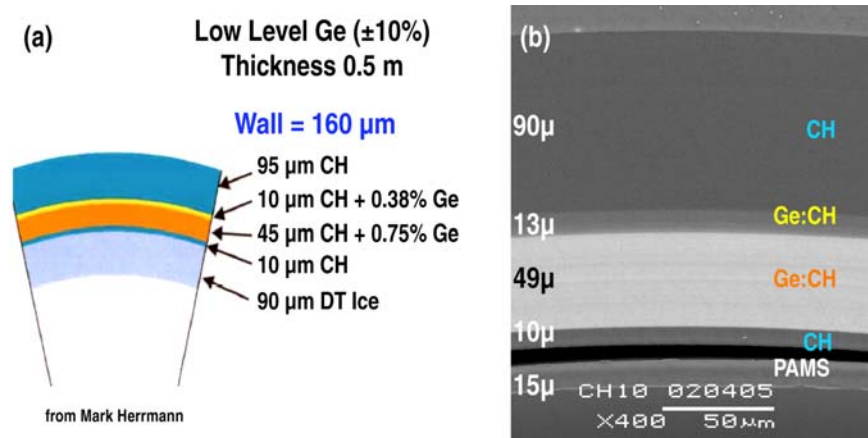 (a)
Low Level Ge (±10%)
Thickness 0.5 m
Wall = 160 µm
95 µm CH
10 µm CH + 0.38% Ge
45 µm CH + 0.75% Ge
10 µm CH
90 µm DT Ice
from Mark Herrmann
(b)
90µ
CH
13µ
Ge:CH
49µ
Ge:CH
10µ
CH
PAMS
15µ
CH10 020405
X400 50µm